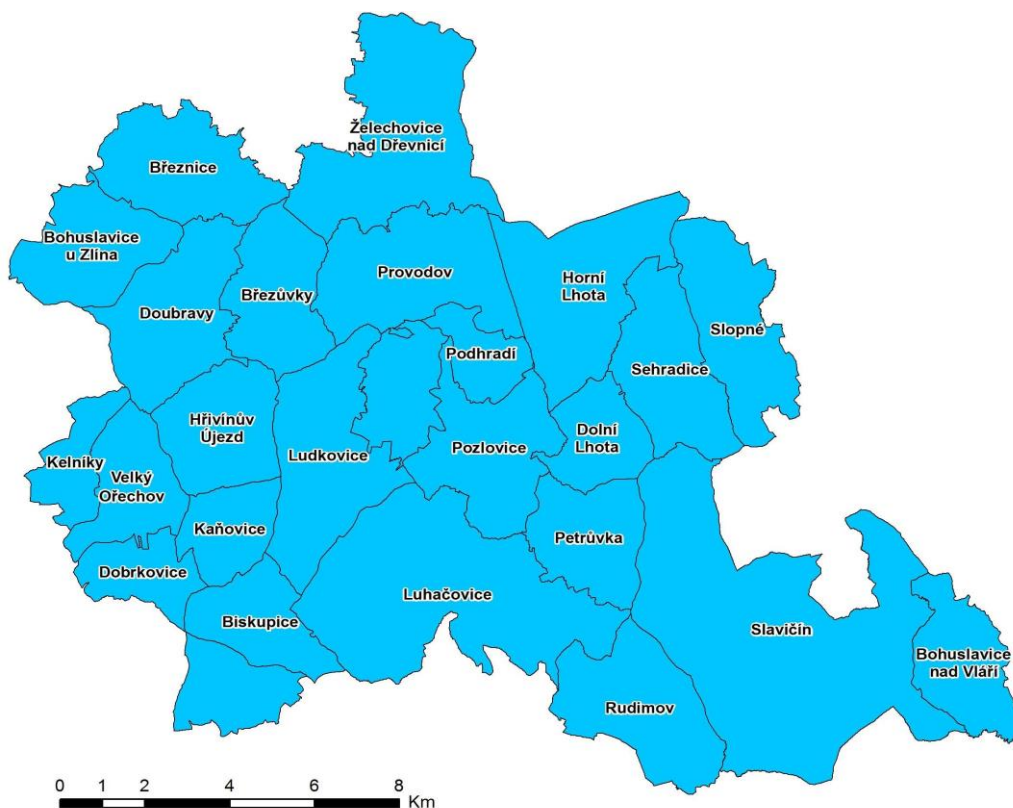 Želechovice
nad Dřevnicí
Březnice
Bohuslavice
u Zlína
Provodov
Horní
Lhota
Březůvky
Doubravy
Slopné
Podhradí
Sehradice
Hřivínův
Újezd
Dolní
Lhota
Ludkovice
Pozlovice
Kelníky
Velký
Ořechov
Kaňovice
Petrůvka
Dobrkovice
Luhačovice
Biskupice
Slavičín
Bohuslavice
nad Vláří
Rudimov
0 1 2 4 6 8
Km